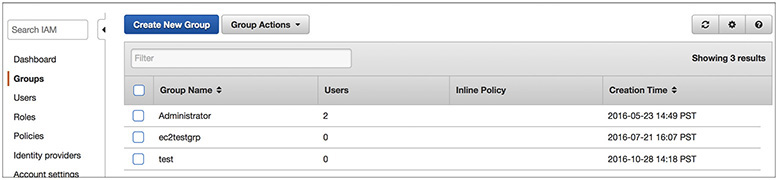 Search IAM
Dashboard
Groups
Users
Roles
Policies
Identity providers
Account settings
Create New Group Group Actions
Filter Showing 3 results
Group Name Users Inline Policy Creation Time
Administrator 2 2016-05-23 14:49 PST
ec2testgrp 0 2016-07-21 16:07 PST
test 0 2016-10-28 14:18 PST